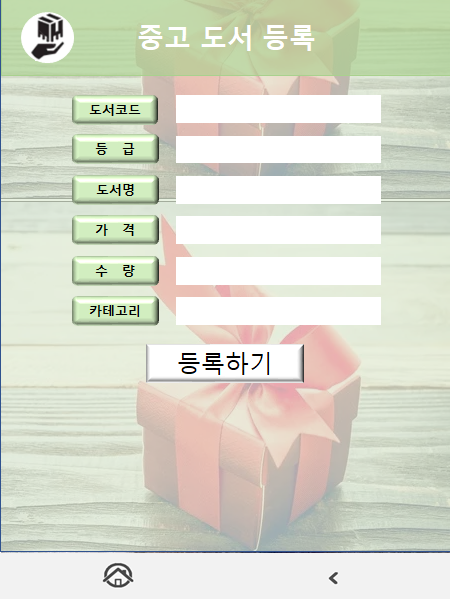 중고 도서 등록
도서코드
등 급
도서명
가 격
수 량
카테고리
등록하기